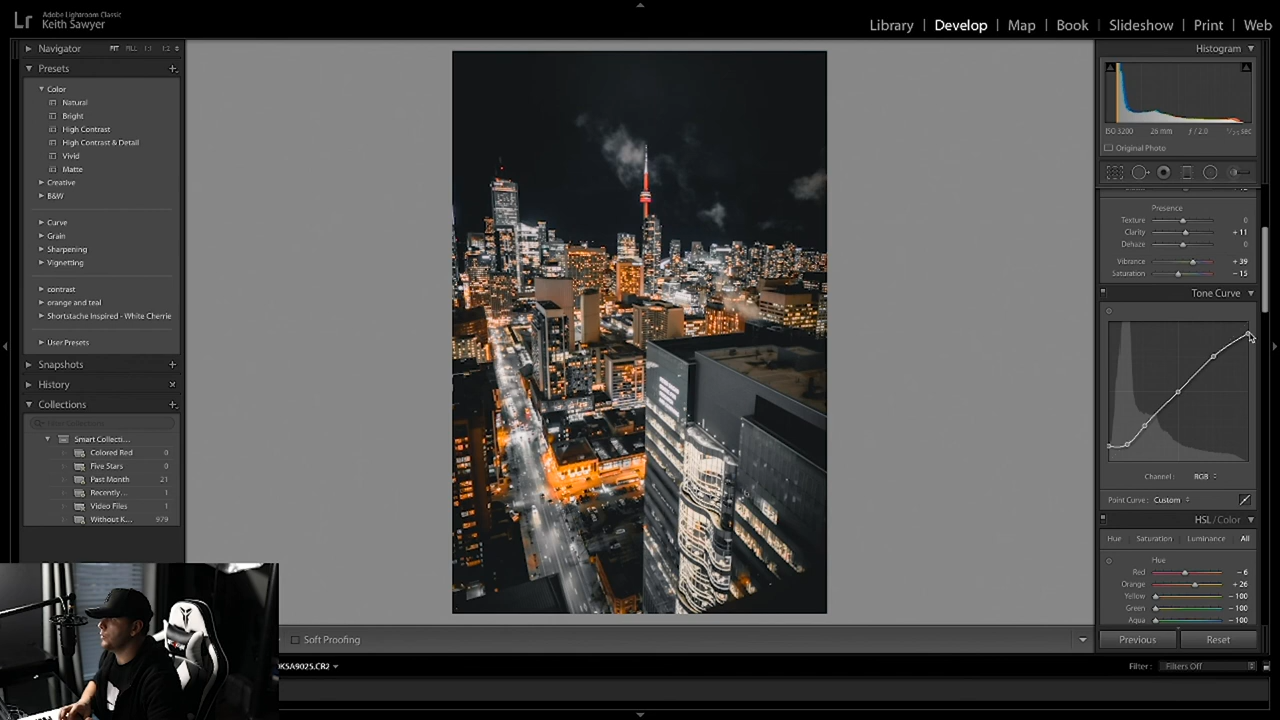 Adobe Lightroom Classic
Keith Sawyer
Library | Develop | Map | Book | Slideshow | Print | Web
Navigator FIT FILL 1:1 1:2
Presets
Color
Natural
Bright
High Contrast
High Contrast & Detail
Vivid
Matte
Creative
B&W
Curve
Grain
Sharpening
Vignetting
contrast
orange and teal
Shortstache Inspired - White Cherrie
User Presets
Snapshots
History
Collections
Smart Collecti...
Colored Red 0
Five Stars 0
Past Month 21
Recently... 1
Video Files 1
Without K... 979
Soft Proofing
Histogram
ISO 3200 26 mm ƒ / 2.0
Original Photo
Presence
Texture 0
Clarity + 11
Dehaze 0
Vibrance + 39
Saturation - 15
Tone Curve
Channel : RGB
Point Curve : Custom
HSL / Color
Hue Saturation Luminance All
Hue
Red - 6
Orange + 26
Yellow - 100
Green - 100
Aqua - 100
Previous Reset
Filter : Filters Off